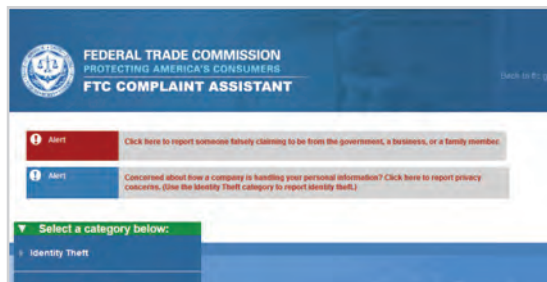 FEDERAL TRADE COMMISSION
PROTECTING AMERICA'S CONSUMERS
FTC COMPLAINT ASSISTANT
Back to
Alert
Click here to report someone falsely claiming to be from the government, a business, or a family member.
Alert
Concerned about how a company is handling your personal information? Click here to report privacy
concerns. (Use the Identity Theft category to report identity theft.)
Select a category below:
Identity Theft